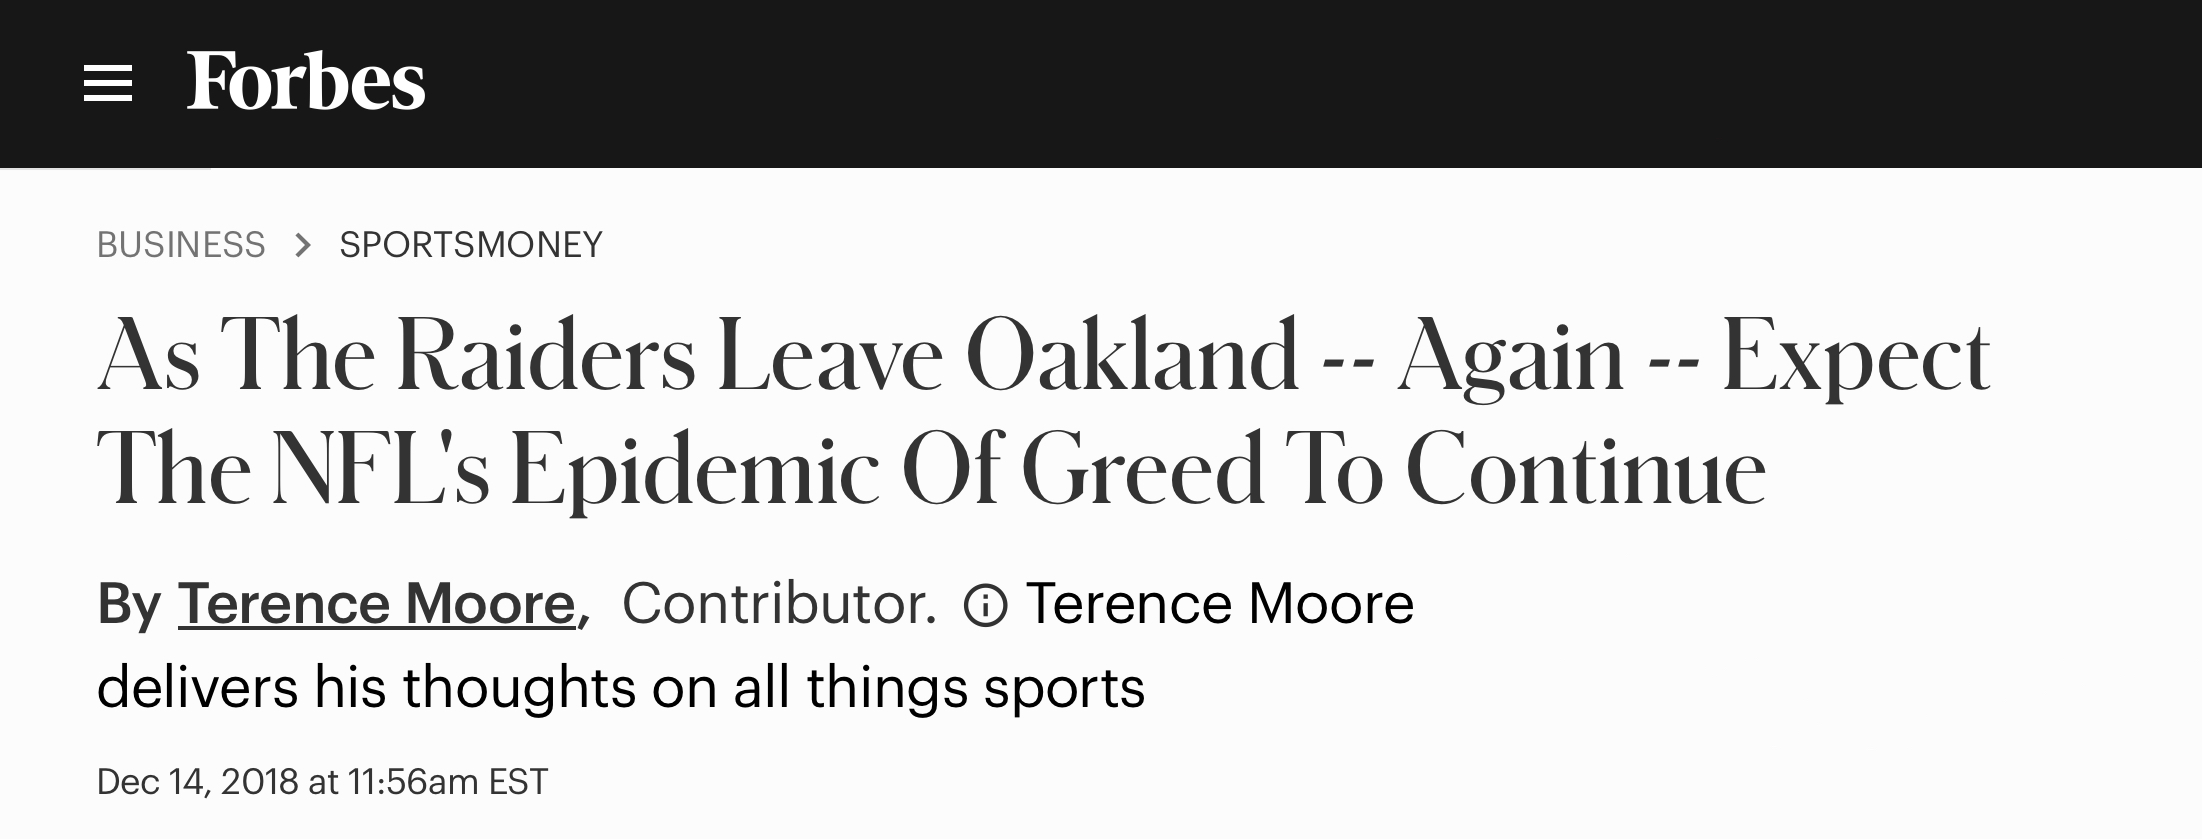 Forbes
BUSINESS > SPORTSMONEY
As The Raiders Leave Oakland -- Again -- Expect
The NFL's Epidemic Of Greed To Continue
By Terence Moore, Contributor. ⓘ Terence Moore
delivers his thoughts on all things sports
Dec 14, 2018 at 11:56am EST